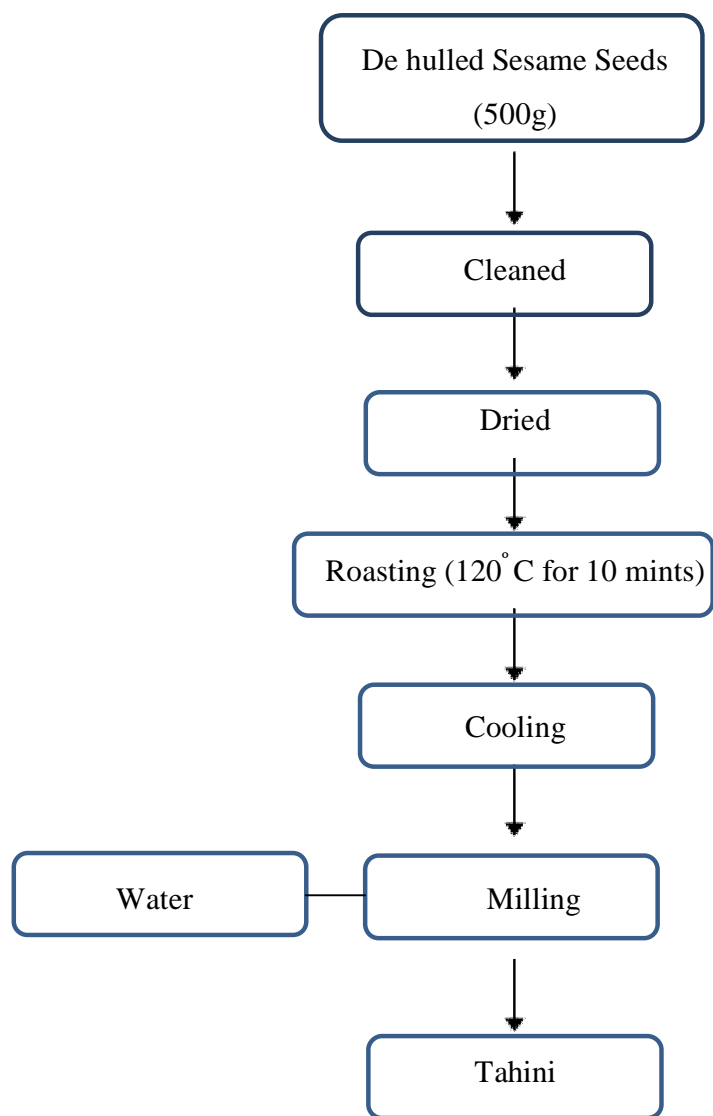 De hulled Sesame Seeds
(500g)
Cleaned
Dried
Roasting (120°C for 10 mints)
Cooling
Water
Milling
Tahini